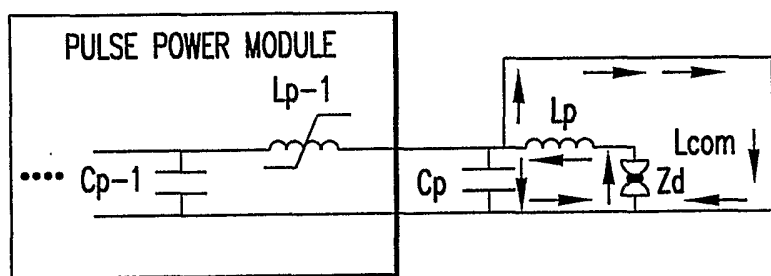 PULSE POWER MODULE
Lp-1
Lp
Lcom
Cp-1
Cp
Zd